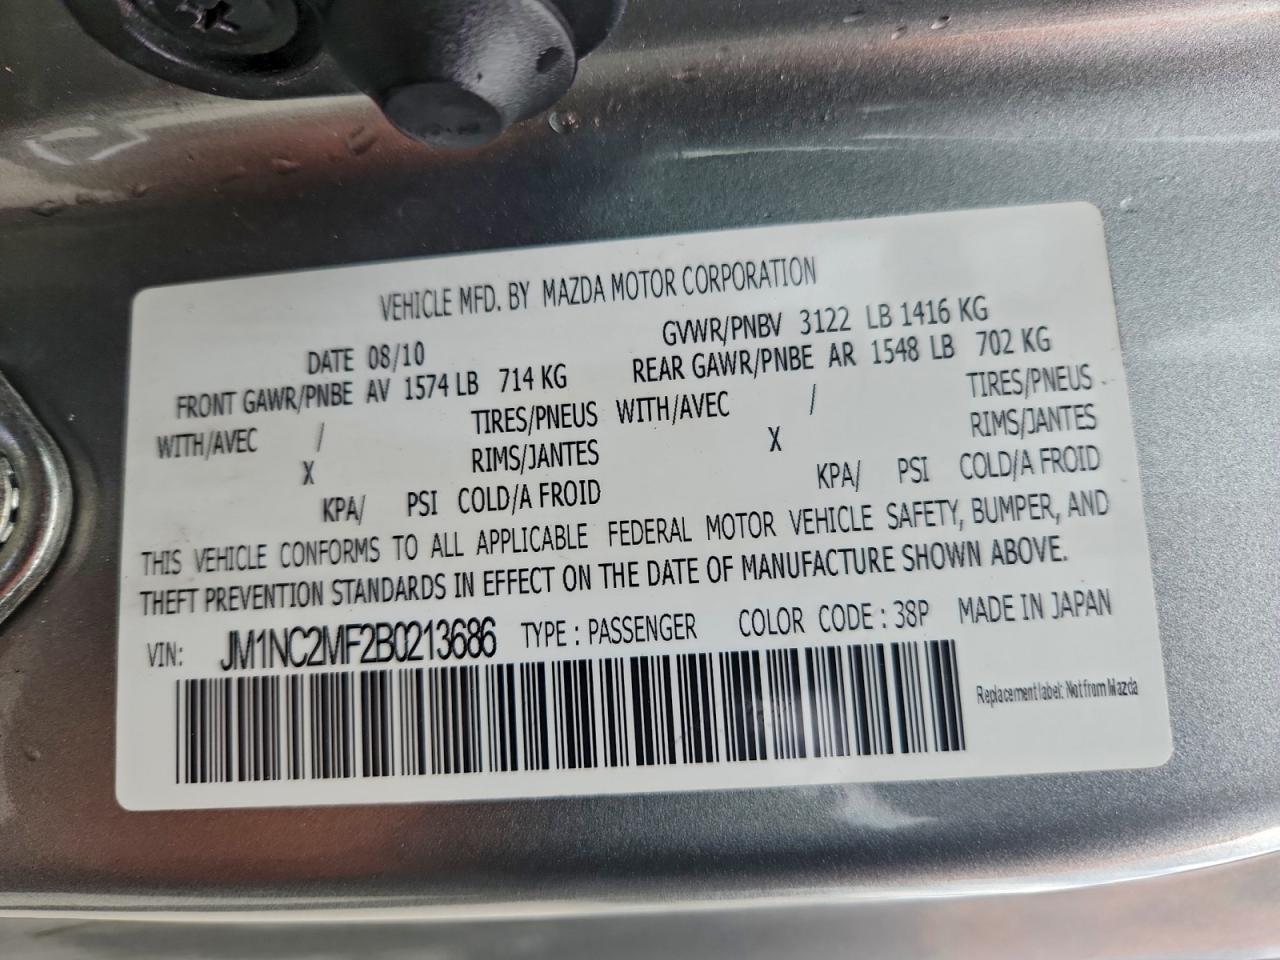 VEHICLE MFD. BY MAZDA MOTOR CORPORATION
DATE 08/10 GVWR/PNBV 3122 LB 1416 KG
FRONT GAWR/PNBE AV 1574 LB 714 KG REAR GAWR/PNBE AR 1548 LB 702 KG
WITH/AVEC / TIRES/PNEUS WITH/AVEC / TIRES/PNEUS
X RIMS/JANTES X RIMS/JANTES
KPA/ PSI COLD/A FROID KPA/ PSI COLD/A FROID
THIS VEHICLE CONFORMS TO ALL APPLICABLE FEDERAL MOTOR VEHICLE SAFETY, BUMPER, AND
THEFT PREVENTION STANDARDS IN EFFECT ON THE DATE OF MANUFACTURE SHOWN ABOVE.
VIN: JM1NC2MF2B0213686 TYPE : PASSENGER COLOR CODE : 38P MADE IN JAPAN
Replacement label: Not from Mazda